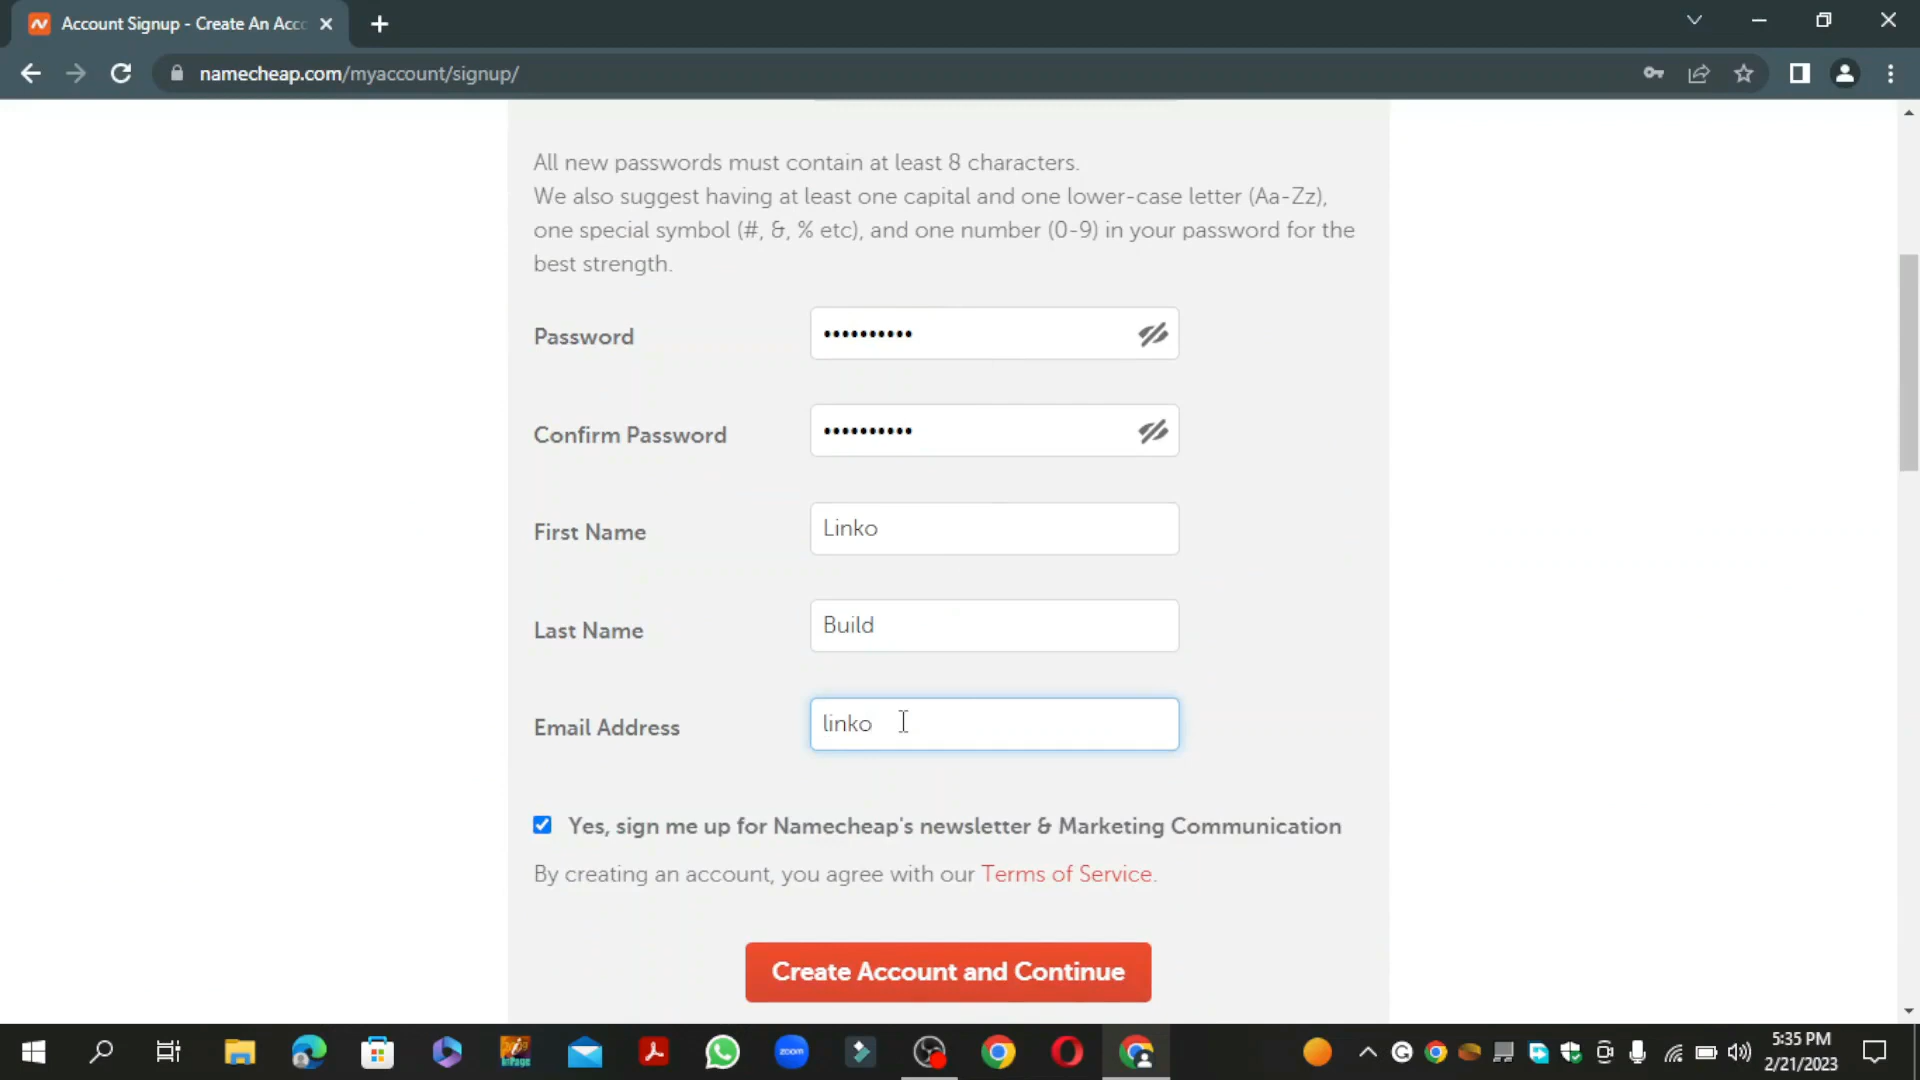 Account Signup - Create An Acc
namecheap.com/myaccount/signup/
All new passwords must contain at least 8 characters.
We also suggest having at least one capital and one lower-case letter (Aa-Zz),
one special symbol (#, &, % etc), and one number (0-9) in your password for the
best strength.
Password
••••••••••
Confirm Password
••••••••••
First Name
Linko
Last Name
Build
Email Address
linko
Yes, sign me up for Namecheap's newsletter & Marketing Communication
By creating an account, you agree with our Terms of Service.
Create Account and Continue
InPage
zoom
5:35 PM
2/21/2023